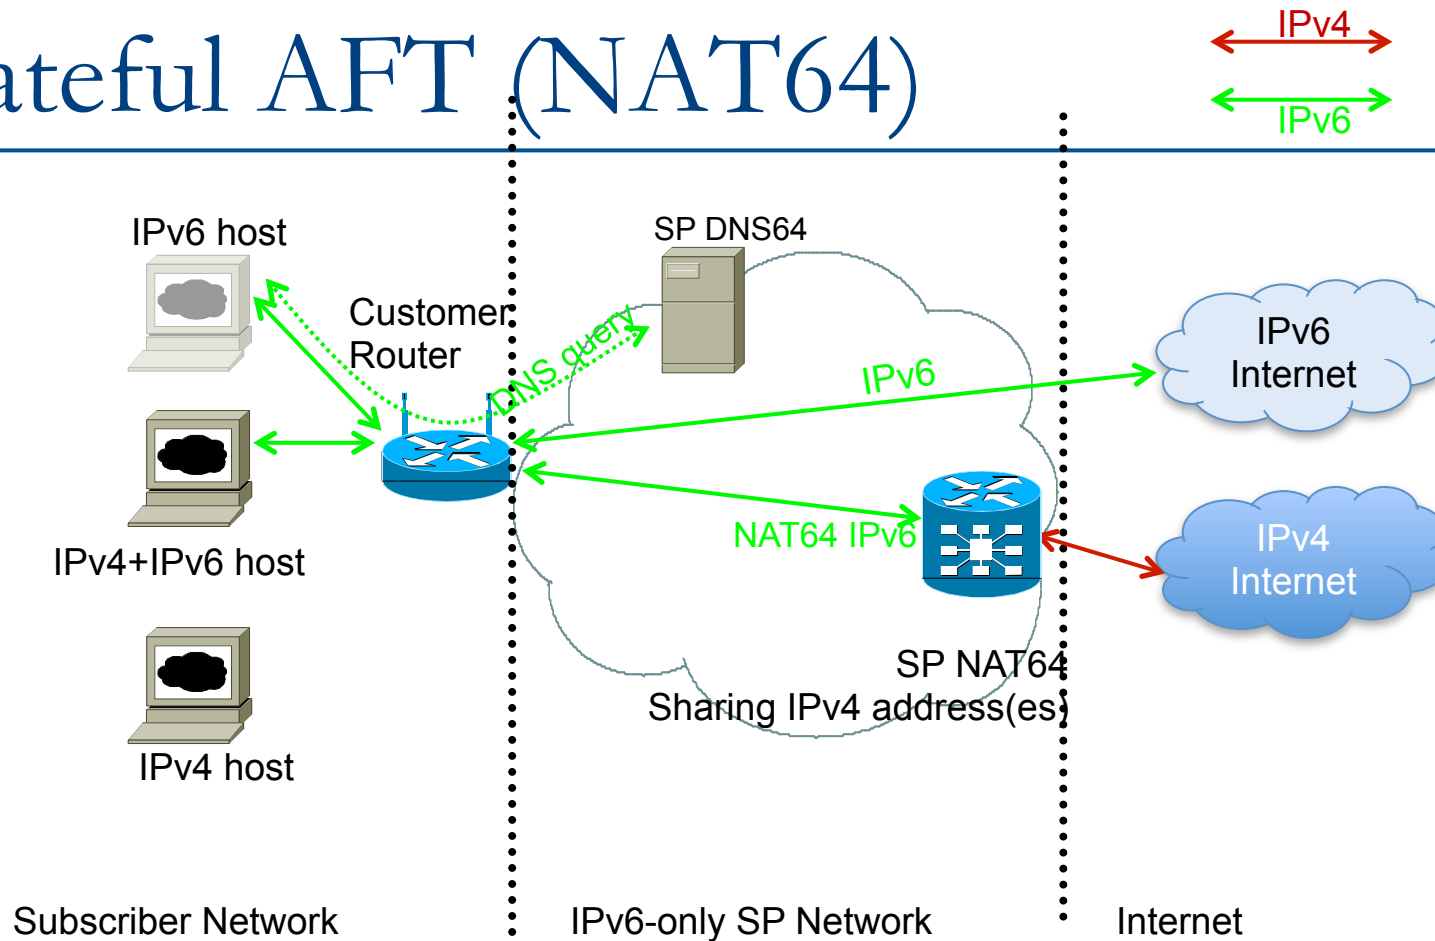 ateful AFT (NAT64)
IPv4
IPv6
IPv6 host
SP DNS64
Customer
Router
DNS query
IPv6
IPv6
Internet
IPv4+IPv6 host
NAT64 IPv6
IPv4
Internet
SP NAT64
Sharing IPv4 address(es)
IPv4 host
Subscriber Network
IPv6-only SP Network
Internet